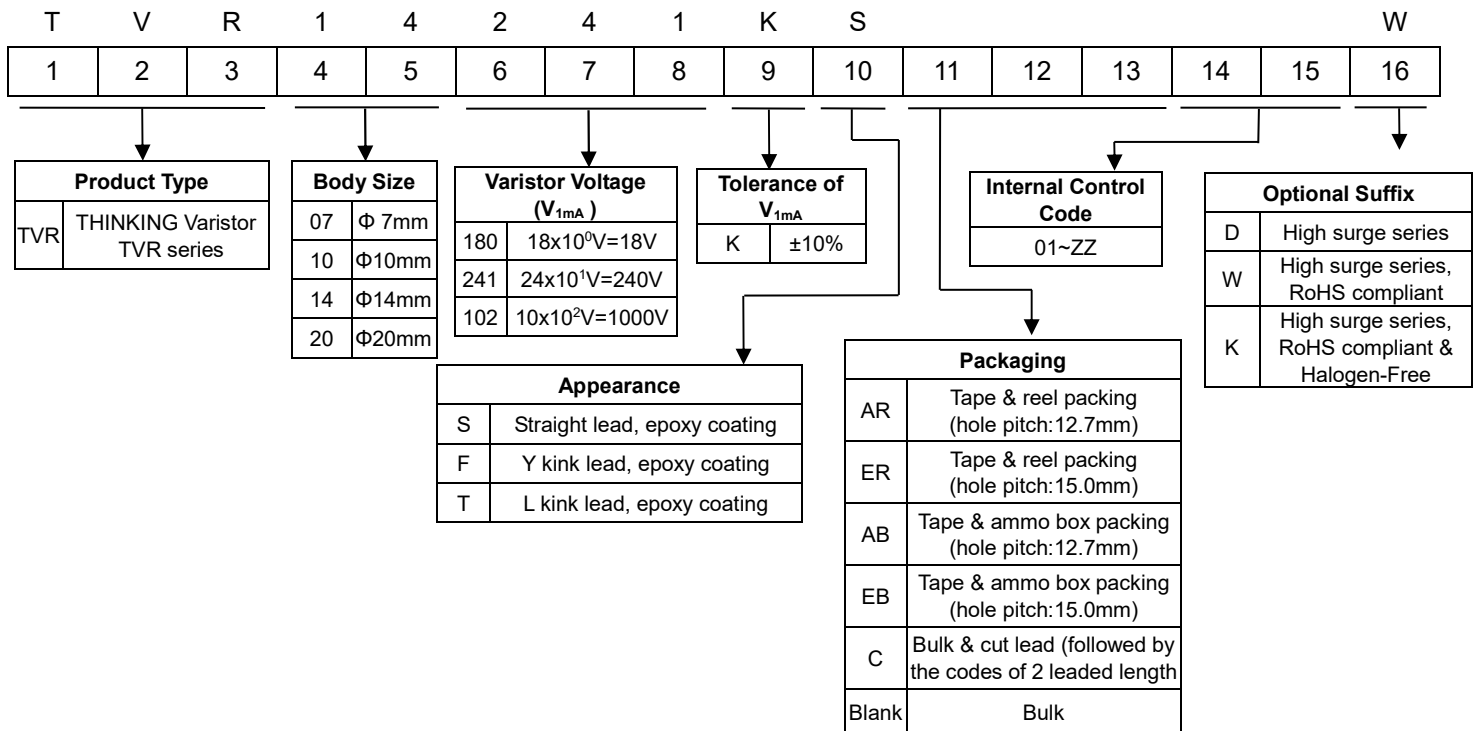 T V R 1 4 2 4 1 K S W
1 2 3 4 5 6 7 8 9 10 11 12 13 14 15 16
Product Type
TVR THINKING Varistor
TVR series
Body Size
07 Φ 7mm
10 Φ10mm
14 Φ14mm
20 Φ20mm
Varistor Voltage
(V1mA )
180 18x10⁰V=18V
241 24x10¹V=240V
102 10x10²V=1000V
Tolerance of
V1mA
K ±10%
Internal Control
Code
01~ZZ
Optional Suffix
D High surge series
W High surge series,
RoHS compliant
K High surge series,
RoHS compliant &
Halogen-Free
Appearance
S Straight lead, epoxy coating
F Y kink lead, epoxy coating
T L kink lead, epoxy coating
Packaging
AR Tape & reel packing
(hole pitch:12.7mm)
ER Tape & reel packing
(hole pitch:15.0mm)
AB Tape & ammo box packing
(hole pitch:12.7mm)
EB Tape & ammo box packing
(hole pitch:15.0mm)
C Bulk & cut lead (followed by
the codes of 2 leaded length
Blank Bulk